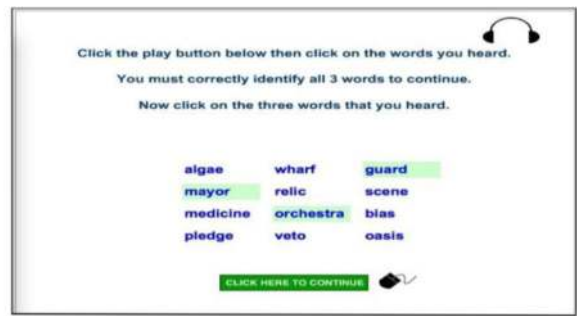 Click the play button below then click on the words you heard.
You must correctly identify all 3 words to continue.
Now click on the three words that you heard.
algae wharf guard
mayor relic scene
medicine orchestra bias
pledge veto oasis
CLICK HERE TO CONTINUE